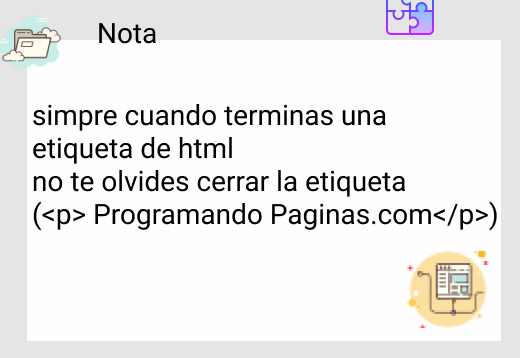 Nota
simpre cuando terminas una
etiqueta de html
no te olvides cerrar la etiqueta
(<p> Programando Paginas.com</p>)